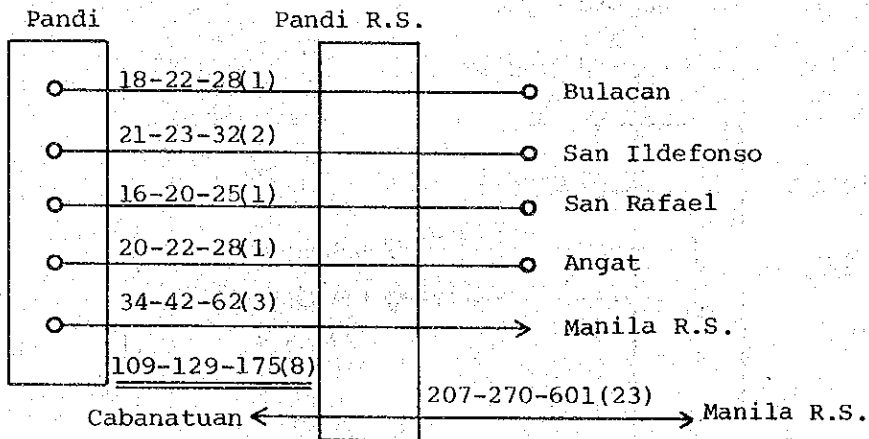 Pandi Pandi R.S.
18-22-28(1) Bulacan
21-23-32(2) San Ildefonso
16-20-25(1) San Rafael
20-22-28(1) Angat
34-42-62(3) Manila R.S.
109-129-175(8)
207-270-601(23)
Cabanatuan Manila R.S.